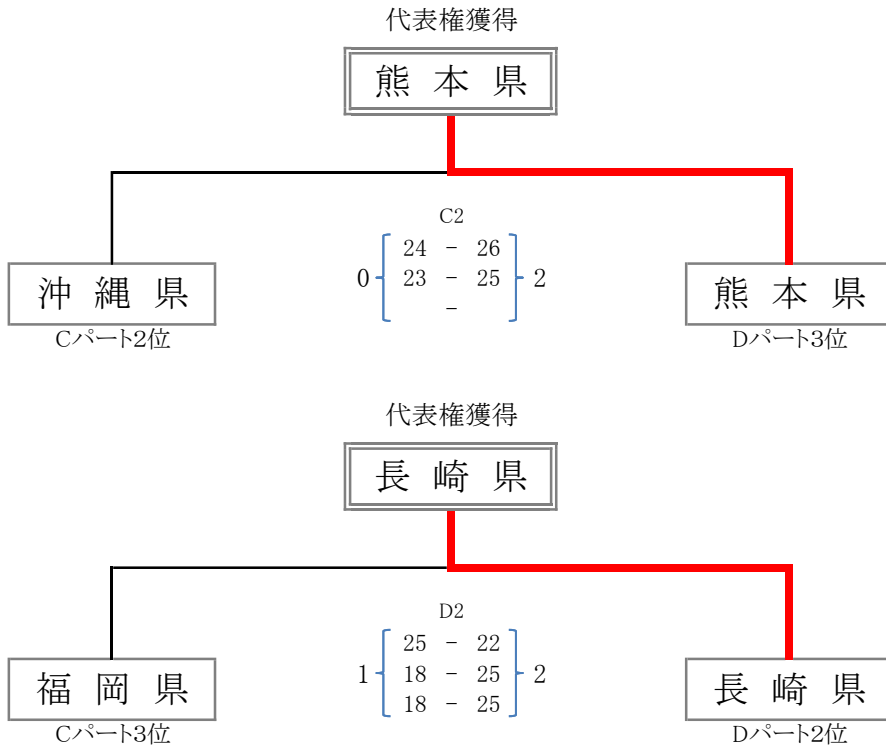 代表権獲得
熊 本 県
C2
24 - 26
0 23 - 25 2
-
沖 縄 県 熊 本 県
Cパート2位 Dパート3位
代表権獲得
長 崎 県
D2
25 - 22
1 18 - 25 2
18 - 25
福 岡 県 長 崎 県
Cパート3位 Dパート2位